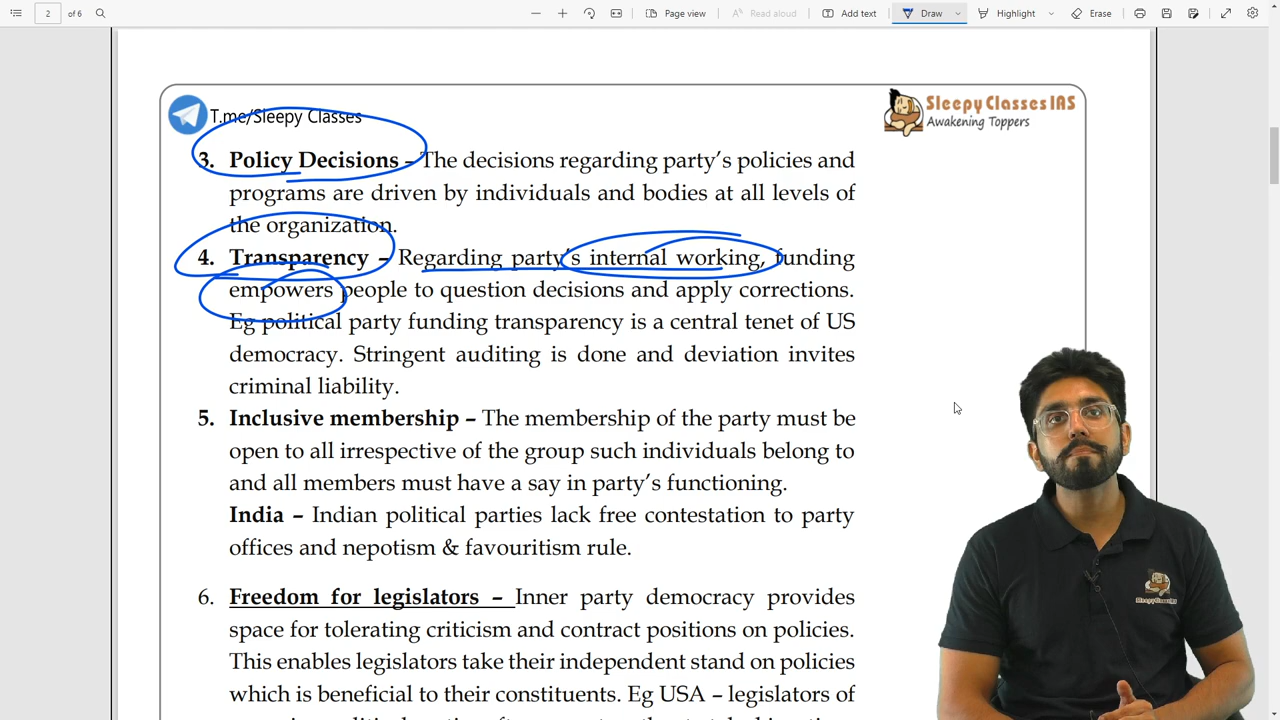 2 of 6
Page view
Read aloud
Add text
Draw
Highlight
Erase
T.me/Sleepy Classes
Sleepy Classes IAS
Awakening Toppers
3. Policy Decisions – The decisions regarding party's policies and
programs are driven by individuals and bodies at all levels of
the organization.
4. Transparency – Regarding party's internal working, funding
empowers people to question decisions and apply corrections.
Eg political party funding transparency is a central tenet of US
democracy. Stringent auditing is done and deviation invites
criminal liability.
5. Inclusive membership – The membership of the party must be
open to all irrespective of the group such individuals belong to
and all members must have a say in party's functioning.
India – Indian political parties lack free contestation to party
offices and nepotism & favouritism rule.
6. Freedom for legislators – Inner party democracy provides
space for tolerating criticism and contract positions on policies.
This enables legislators take their independent stand on policies
which is beneficial to their constituents. Eg USA – legislators of